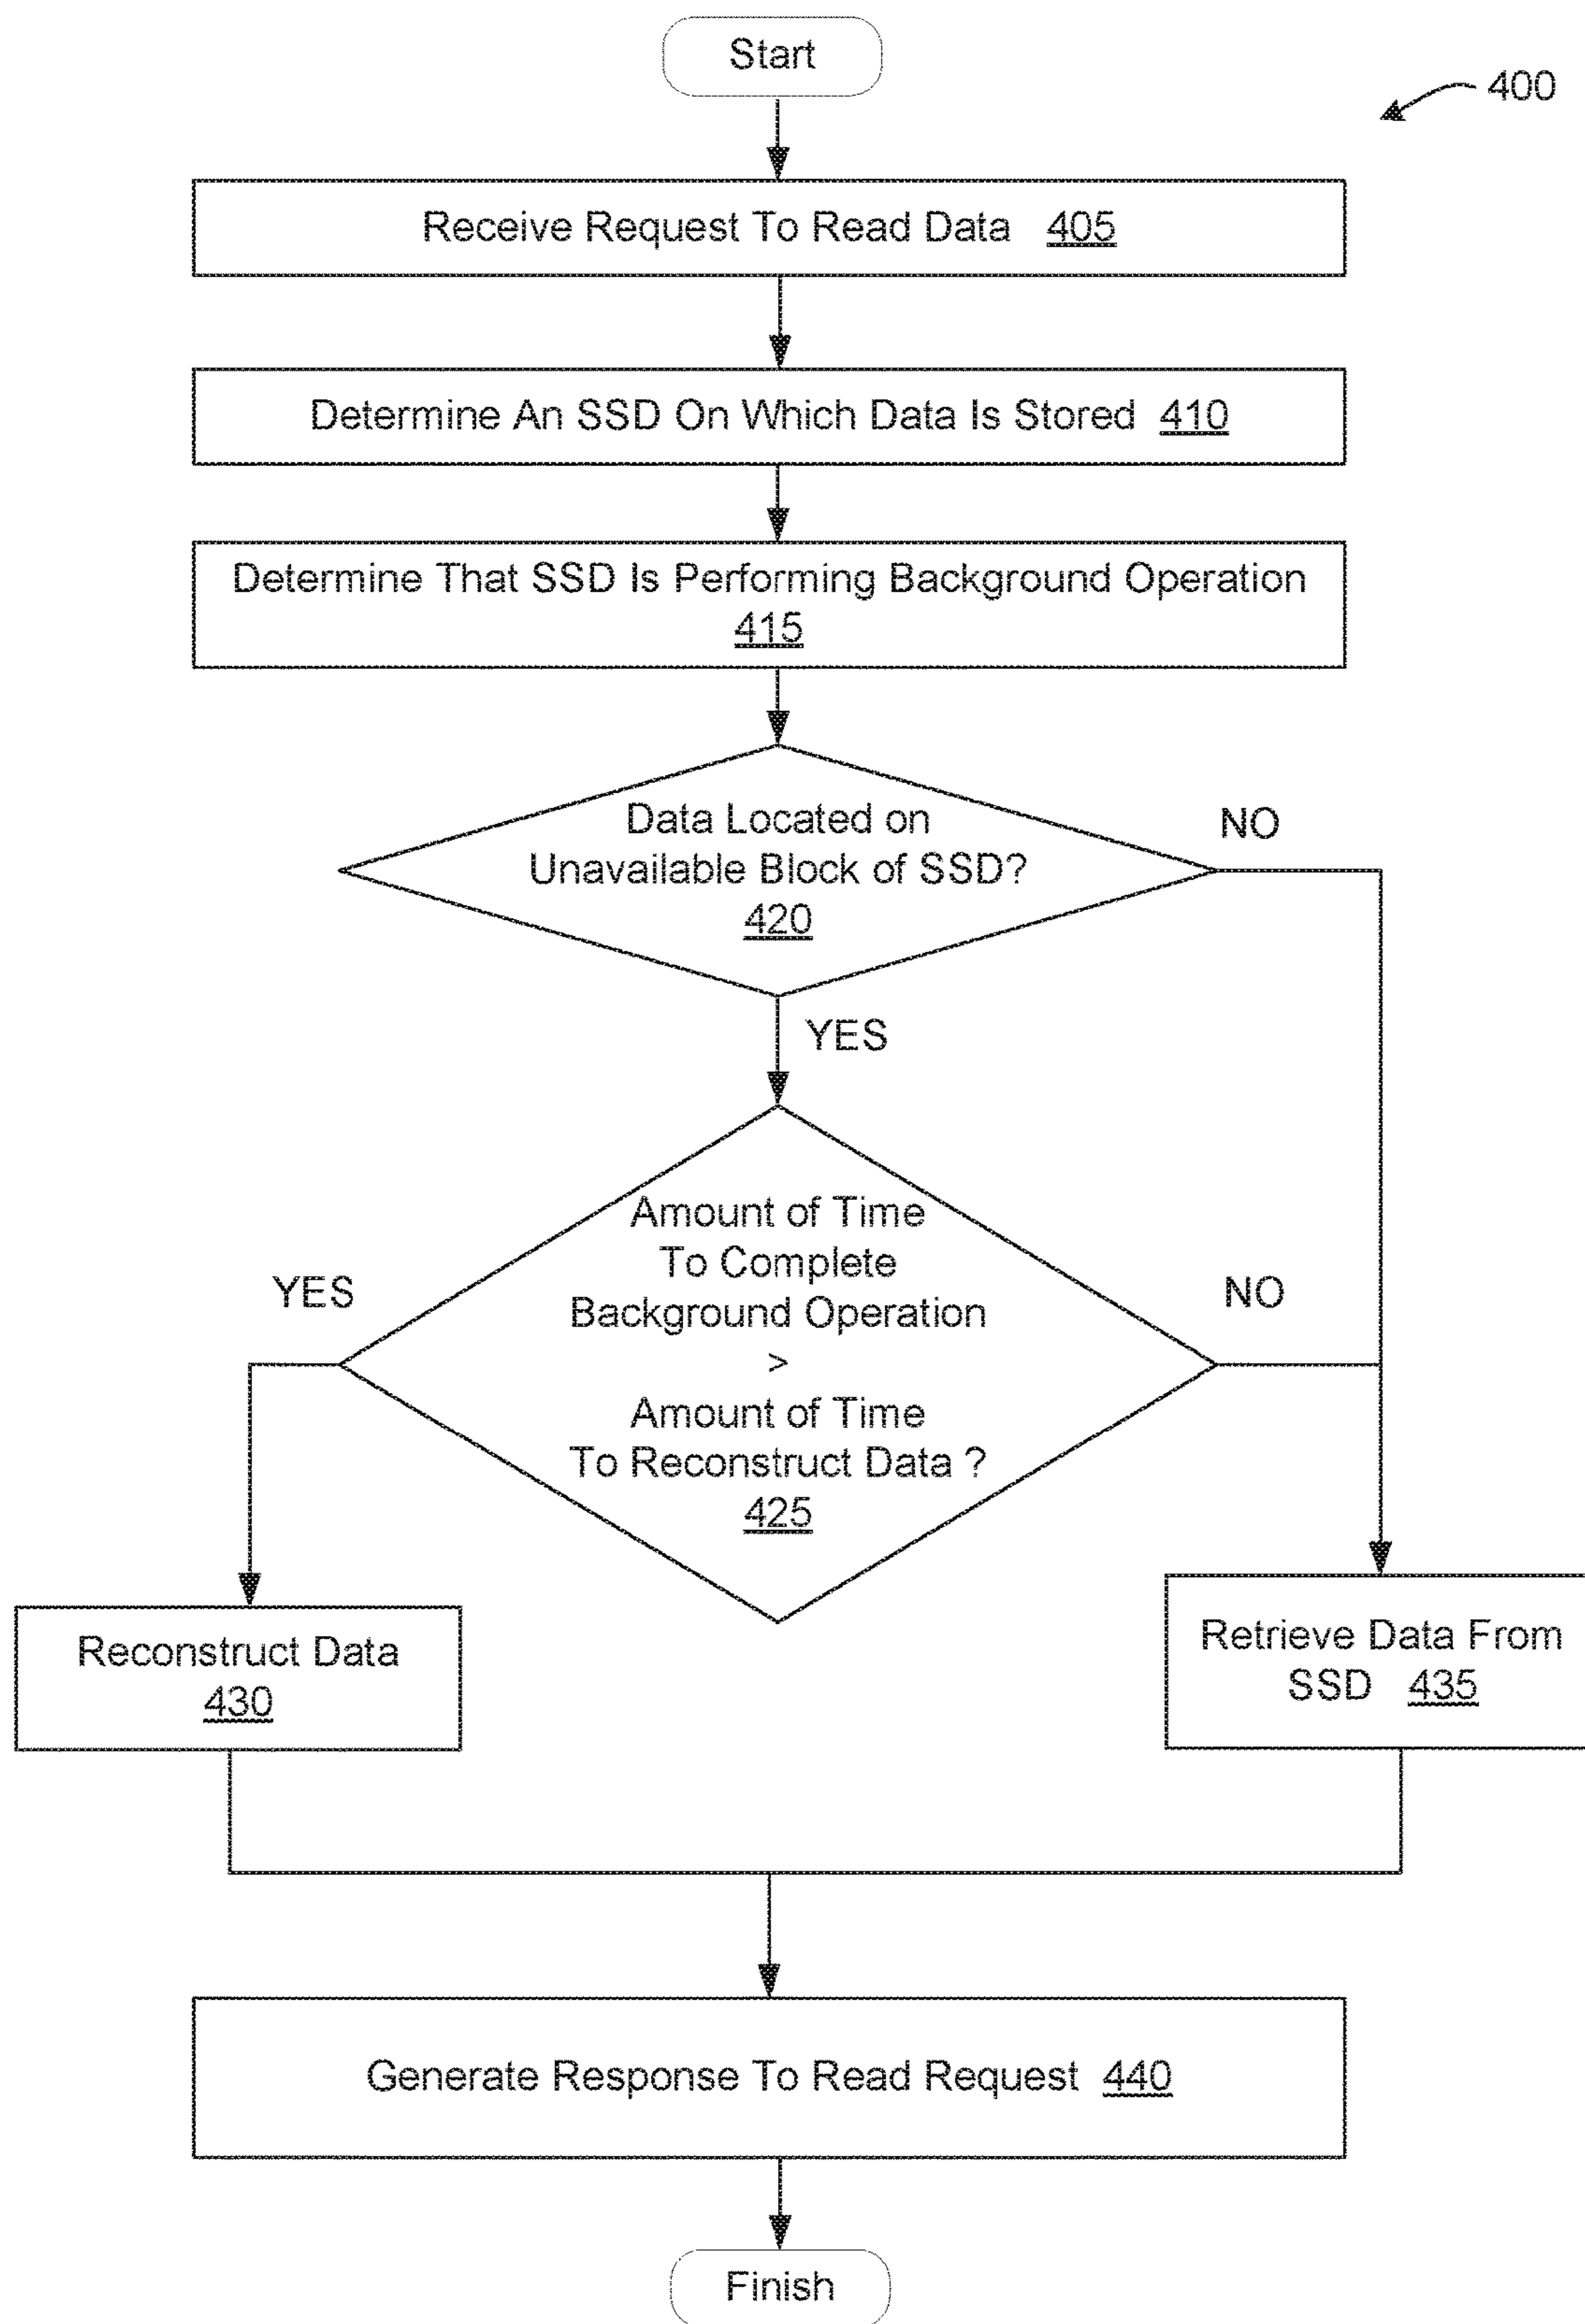 Start
400
Receive Request To Read Data 405
Determine An SSD On Which Data Is Stored 410
Determine That SSD Is Performing Background Operation
415
Data Located on
Unavailable Block of SSD?
420
NO
YES
Amount of Time
To Complete
Background Operation
>
Amount of Time
To Reconstruct Data ?
425
YES
NO
Reconstruct Data
430
Retrieve Data From
SSD 435
Generate Response To Read Request 440
Finish